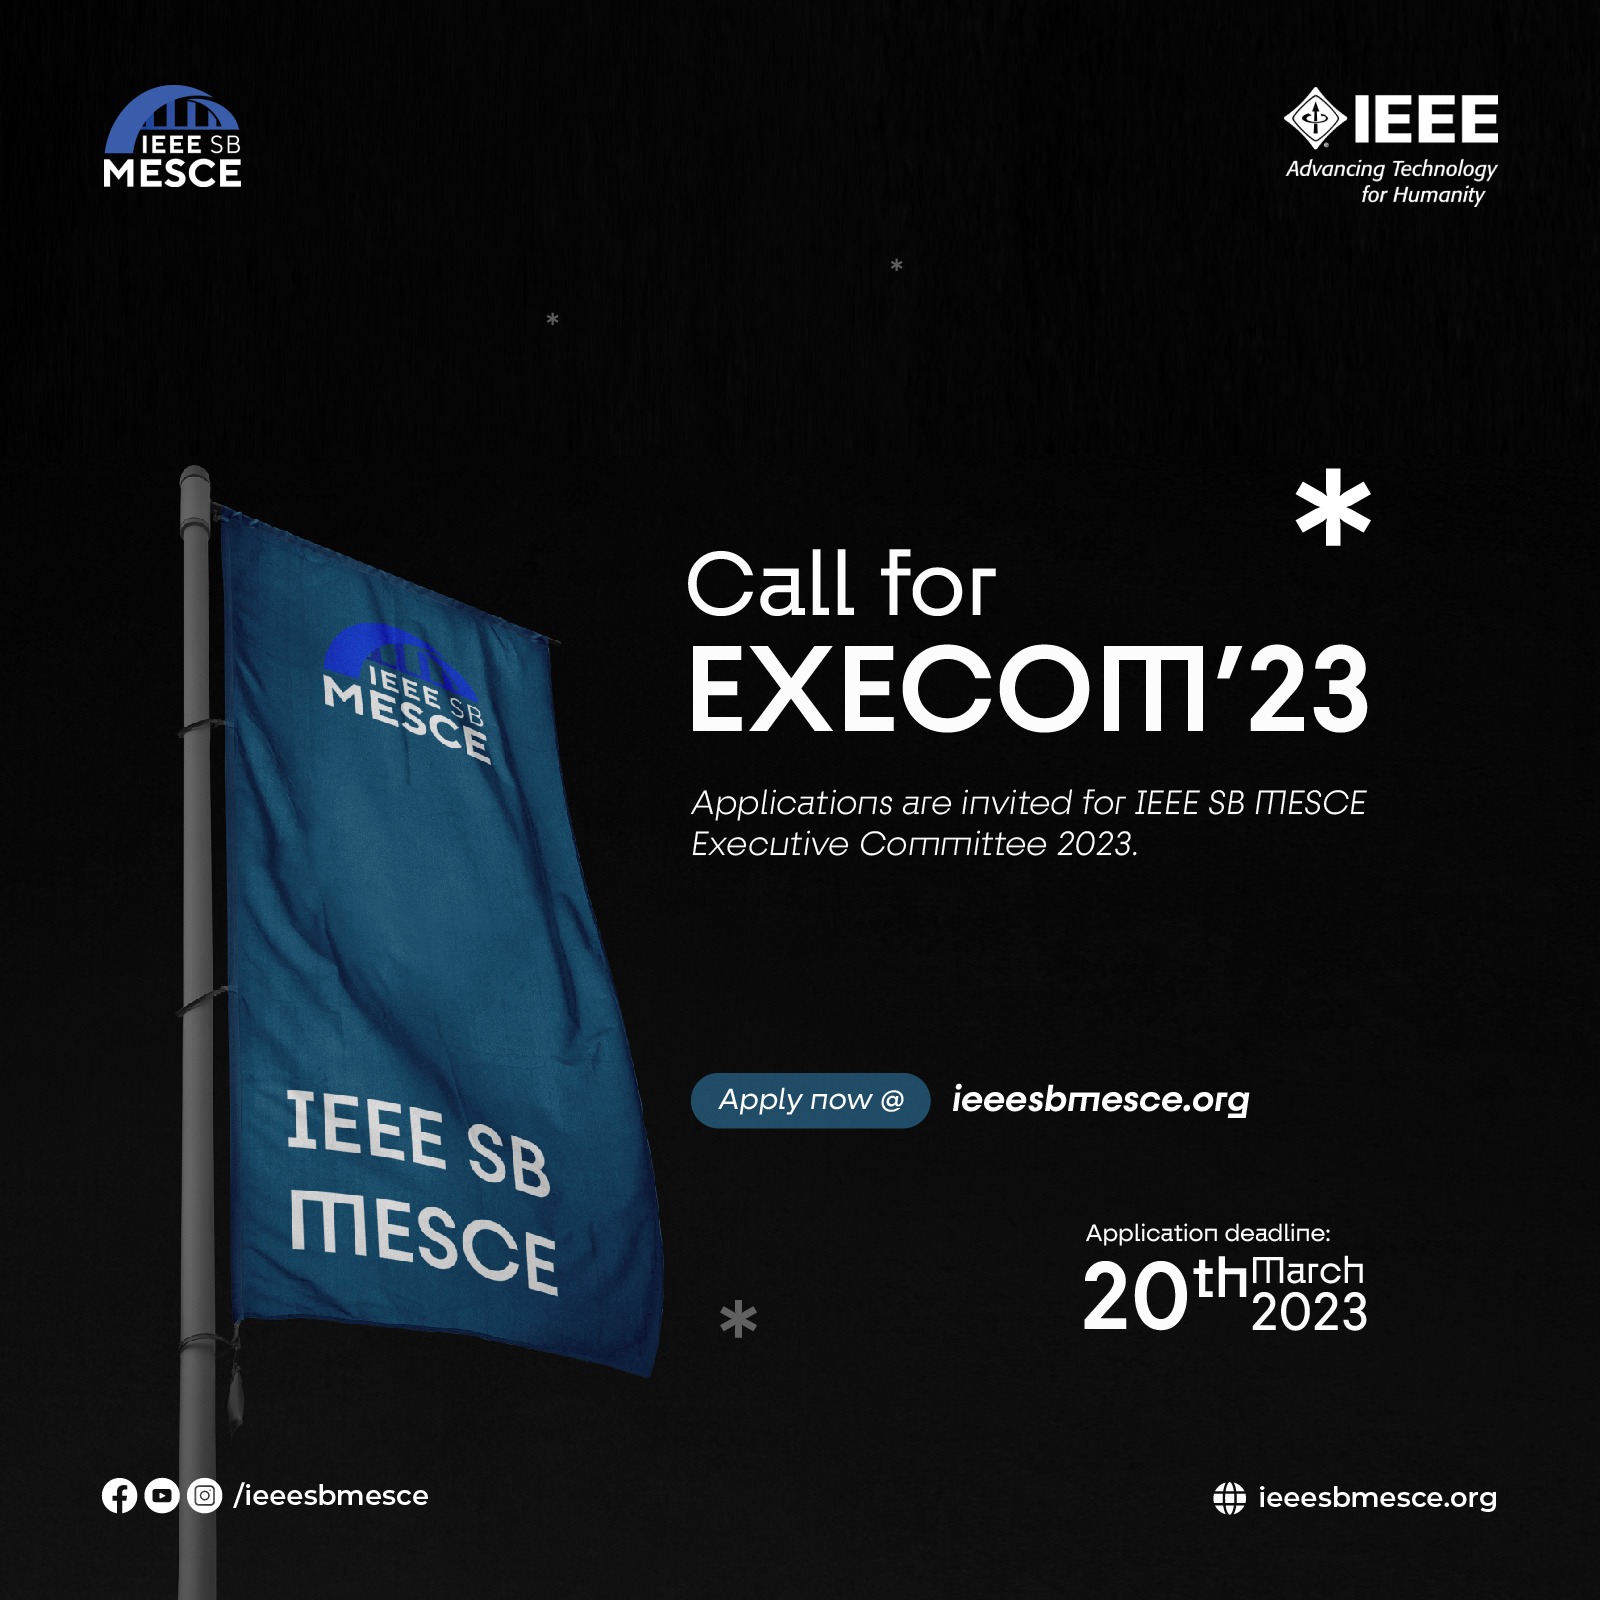 IEEE SB
MESCE
IEEE
Advancing Technology
for Humanity
Call for
EXECOM'23
Applications are invited for IEEE SB MESCE
Executive Committee 2023.
IEEE SB
MESCE
IEEE SB
MESCE
Apply now @ ieeesbmesce.org
Application deadline:
20th March
2023
/ieeesbmesce
ieeesbmesce.org